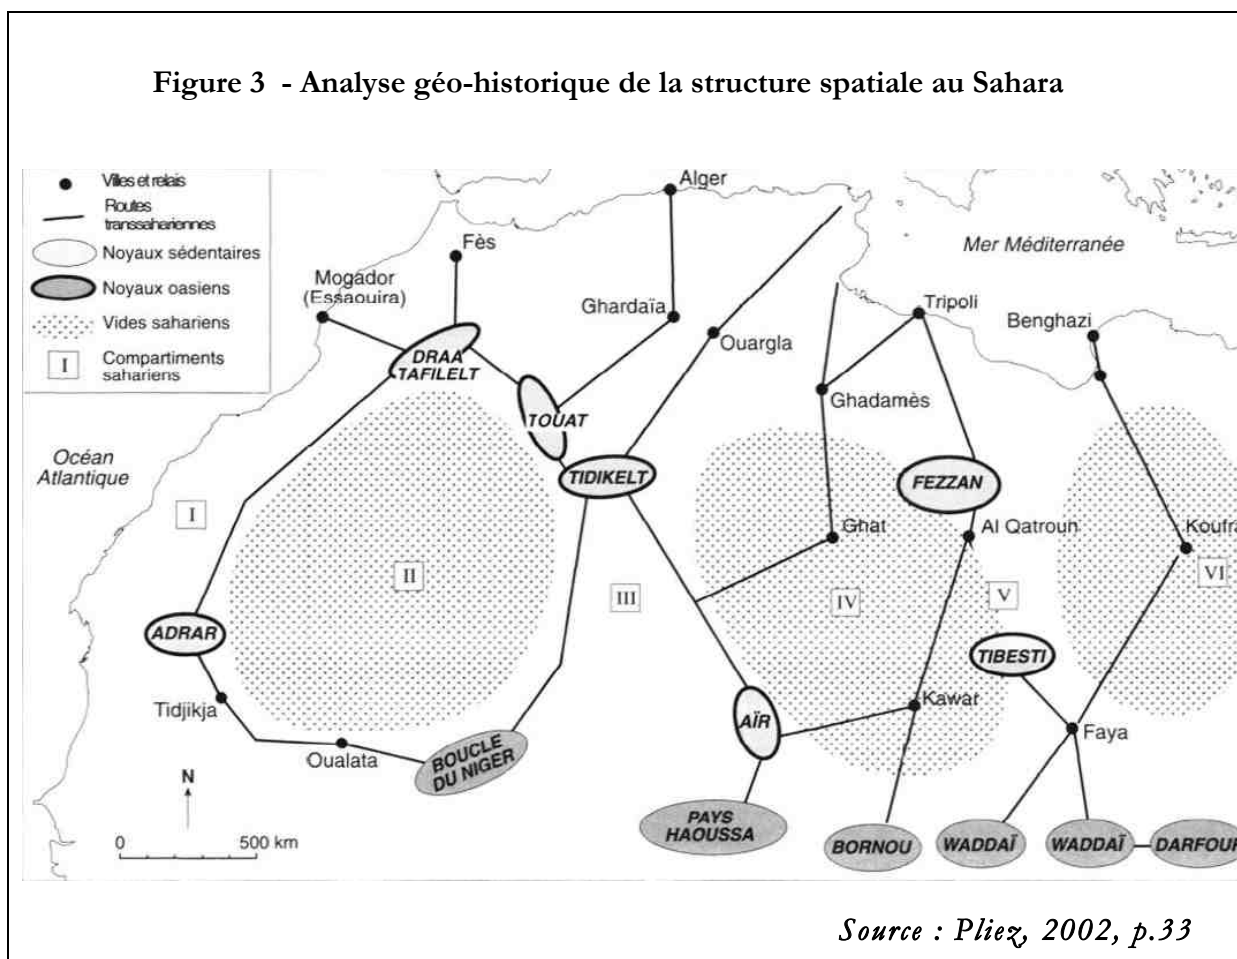 Figure 3 - Analyse géo-historique de la structure spatiale au Sahara
Villes et relais
Routes
transsahariennes
Noyaux sédentaires
Noyaux oasiens
Vides sahariens
I
Compartiments
sahariens
Alger
Fès
Mer Méditerranée
Mogador
(Essaouira)
Ghardaïa
Ouargla
Tripoli
Benghazi
DRAA
TAFILELT
TOUAT
Ghadamès
Océan
Atlantique
TIDIKELT
FEZZAN
I
Ghat
Al Qatroun
Koufra
II
III
IV
V
VI
ADRAR
TIBESTI
Tidjikja
AÏR
Kawar
Faya
Oualata
BOUCLE
DU NIGER
N
0
500 km
PAYS
HAOUSSA
BORNOU
WADDAÏ
WADDAÏ
DARFOUR
Source : Pliez, 2002, p.33